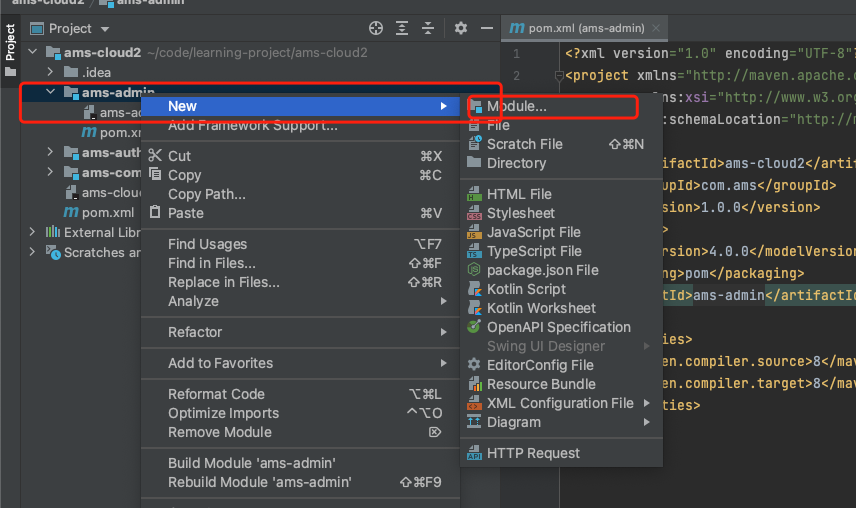 ams-cloud2 ams-admin
Project
Project
ams-cloud2 ~/code/learning-project/ams-cloud2
.idea
ams-admin
ams-ad
pom.xm
ams-auth
ams-com
ams-cloud
pom.xml
External Libr
Scratches an
New
Add Framework Support...
Cut ⌘X
Copy ⌘C
Copy Path...
Paste ⌘V
Find Usages ⌥F7
Find in Files... ⇧⌘F
Replace in Files... ⇧⌘R
Analyze
Refactor
Add to Favorites
Reformat Code ⌥⌘L
Optimize Imports ^⌥O
Remove Module ⌦
Build Module 'ams-admin'
Rebuild Module 'ams-admin' ⇧⌘F9
Module...
File
Scratch File ⇧⌘N
Directory
HTML File
Stylesheet
JavaScript File
TypeScript File
package.json File
Kotlin Script
Kotlin Worksheet
OpenAPI Specification
Swing UI Designer
EditorConfig File
Resource Bundle
XML Configuration File
Diagram
HTTP Request
pom.xml (ams-admin)
1 <?xml version="1.0" encoding="UTF-8"?
2 <project xmlns="http://maven.apache.o
lns:xsi="http://www.w3.org
:schemaLocation="http://m
ifactId>ams-cloud2</artif
upId>com.ams</groupId>
sion>1.0.0</version>
>
ersion>4.0.0</modelVersion
ng>pom</packaging>
tId>ams-admin</artifactId
ies>
en.compiler.source>8</mav
en.compiler.target>8</mav
ties>